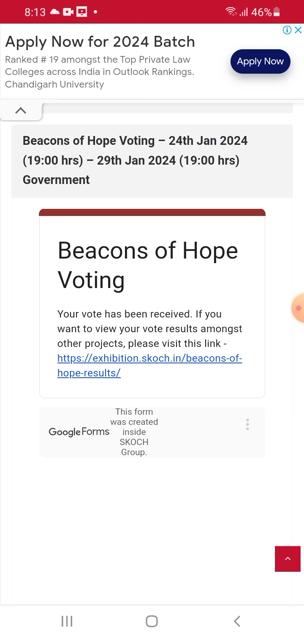 8:13
46%
Apply Now for 2024 Batch
Ranked # 19 amongst the Top Private Law
Colleges across India in Outlook Rankings.
Chandigarh University
Apply Now
Beacons of Hope Voting – 24th Jan 2024
(19:00 hrs) – 29th Jan 2024 (19:00 hrs)
Government
Beacons of Hope
Voting
Your vote has been received. If you
want to view your vote results amongst
other projects, please visit this link -
https://exhibition.skoch.in/beacons-of-
hope-results/
This form
was created
Google Forms inside
SKOCH
Group.